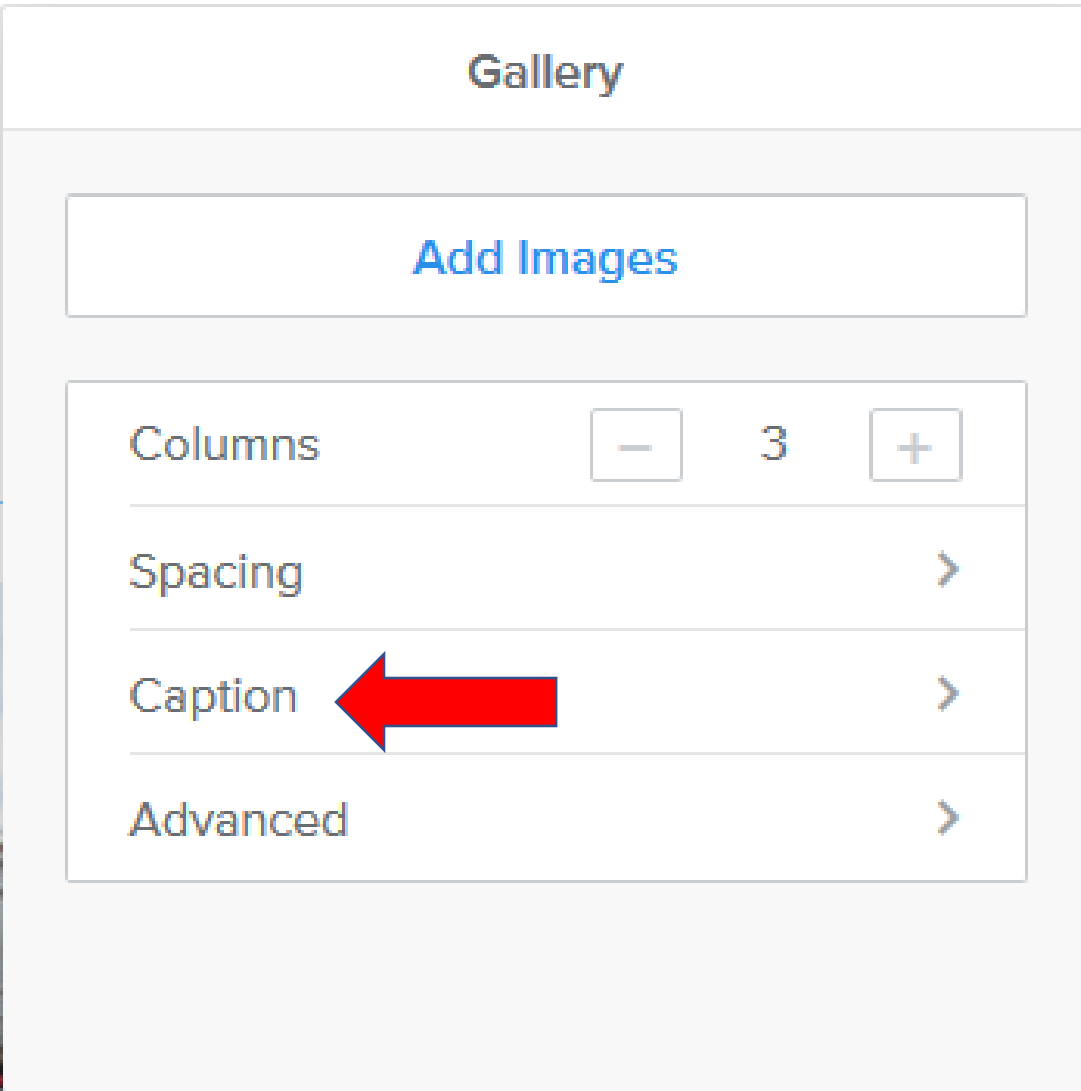 Gallery
Add Images
Columns − 3 +
Spacing
Caption
Advanced